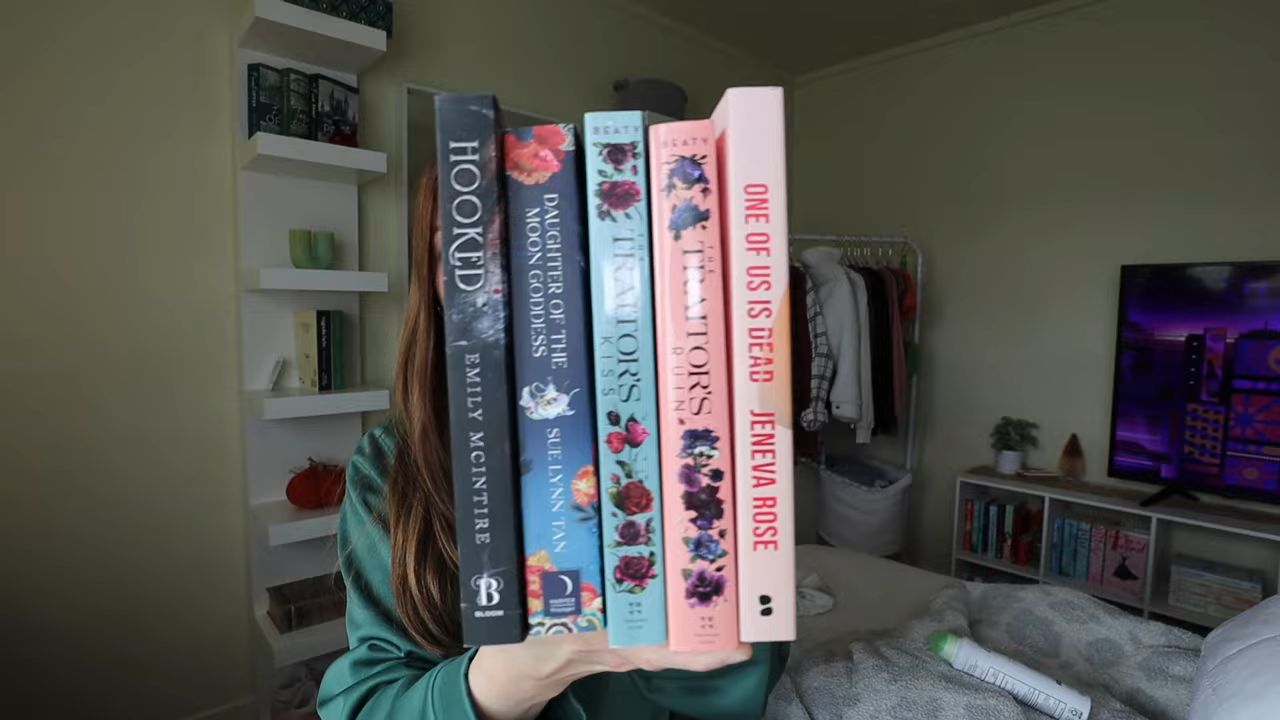 HOOKED
EMILY MCINTIRE
B
BLOOM
DAUGHTER OF THE
MOON GODDESS
SUE LYNN TAN
BEATY
THE
TRAITOR'S
KISS
BEATY
THE
TRAITOR'S
RUIN
ONE OF US IS DEAD
JENEVA ROSE